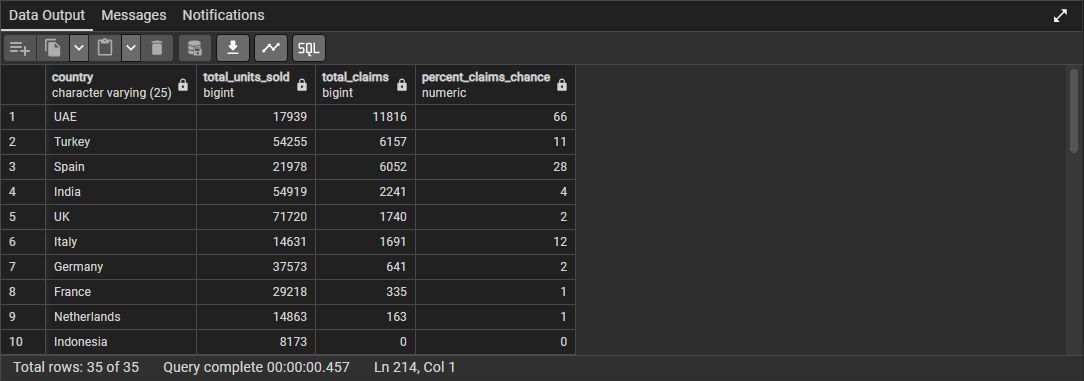 Data Output Messages Notifications
SQL
country total_units_sold total_claims percent_claims_chance
character varying (25) bigint bigint numeric
1 UAE 17939 11816 66
2 Turkey 54255 6157 11
3 Spain 21978 6052 28
4 India 54919 2241 4
5 UK 71720 1740 2
6 Italy 14631 1691 12
7 Germany 37573 641 2
8 France 29218 335 1
9 Netherlands 14863 163 1
10 Indonesia 8173 0 0
Total rows: 35 of 35 Query complete 00:00:00.457 Ln 214, Col 1